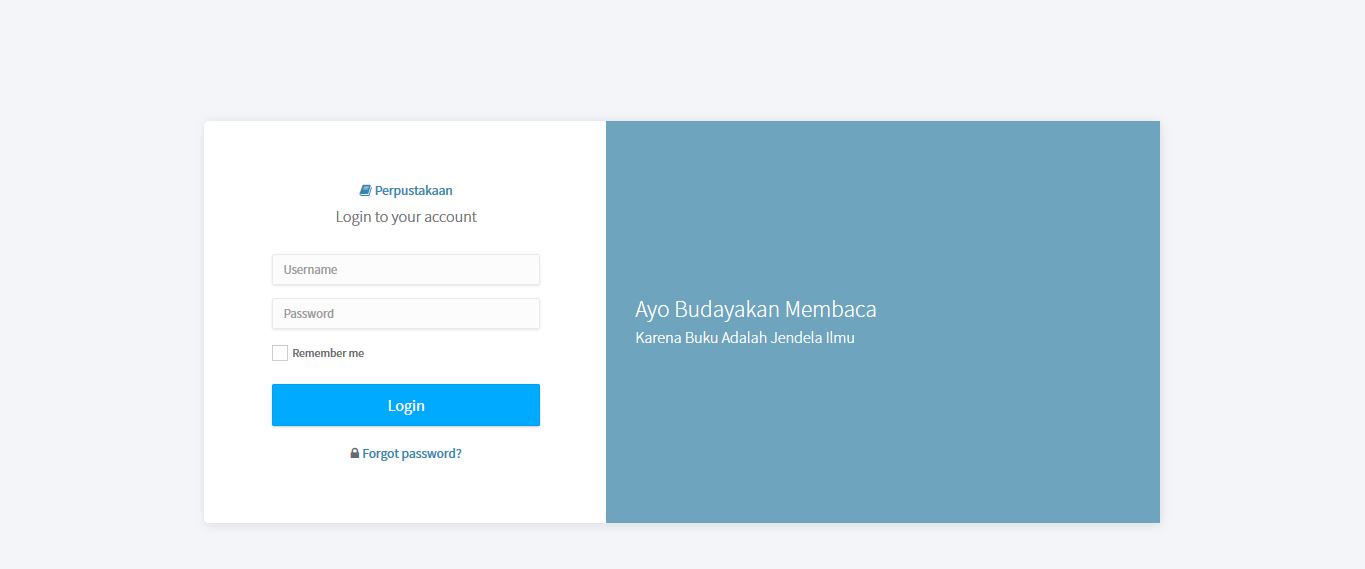 Perpustakaan
Login to your account
Username
Password
Remember me
Login
Forgot password?
Ayo Budayakan Membaca
Karena Buku Adalah Jendela Ilmu